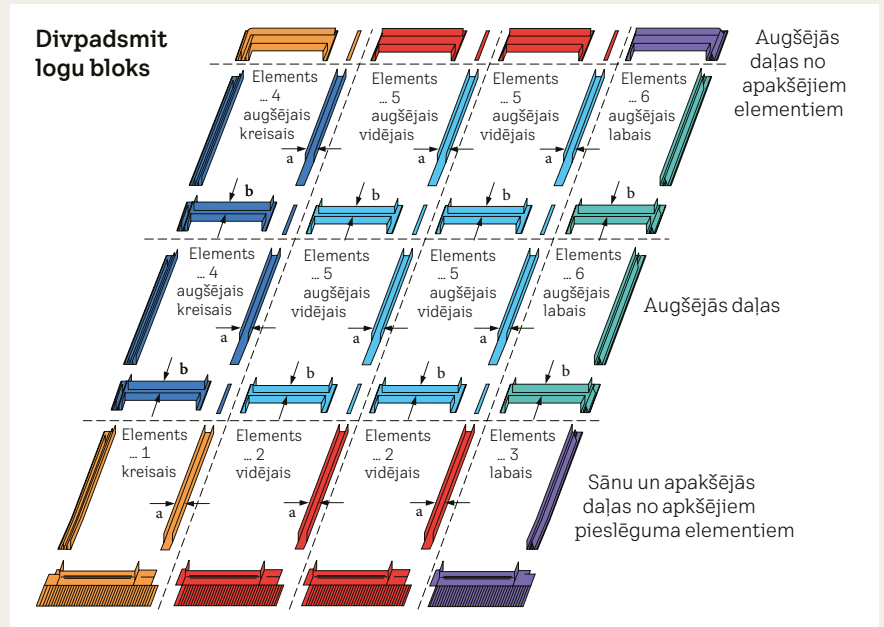 Divpadsmit
logu bloks
Augšējās
daļas no
apakšējiem
elementiem
Elements
... 4
augšējais
kreisais
Elements
... 5
augšējais
vidējais
Elements
... 5
augšējais
vidējais
Elements
... 6
augšējais
labais
a
a
a
b
b
b
b
Elements
... 4
augšējais
kreisais
Elements
... 5
augšējais
vidējais
Elements
... 5
augšējais
vidējais
Elements
... 6
augšējais
labais
Augšējās daļas
a
a
a
b
b
b
b
Elements
... 1
kreisais
Elements
... 2
vidējais
Elements
... 2
vidējais
Elements
... 3
labais
Sānu un apakšējās
daļas no apkšējiem
pieslēguma elementiem
a
a
a